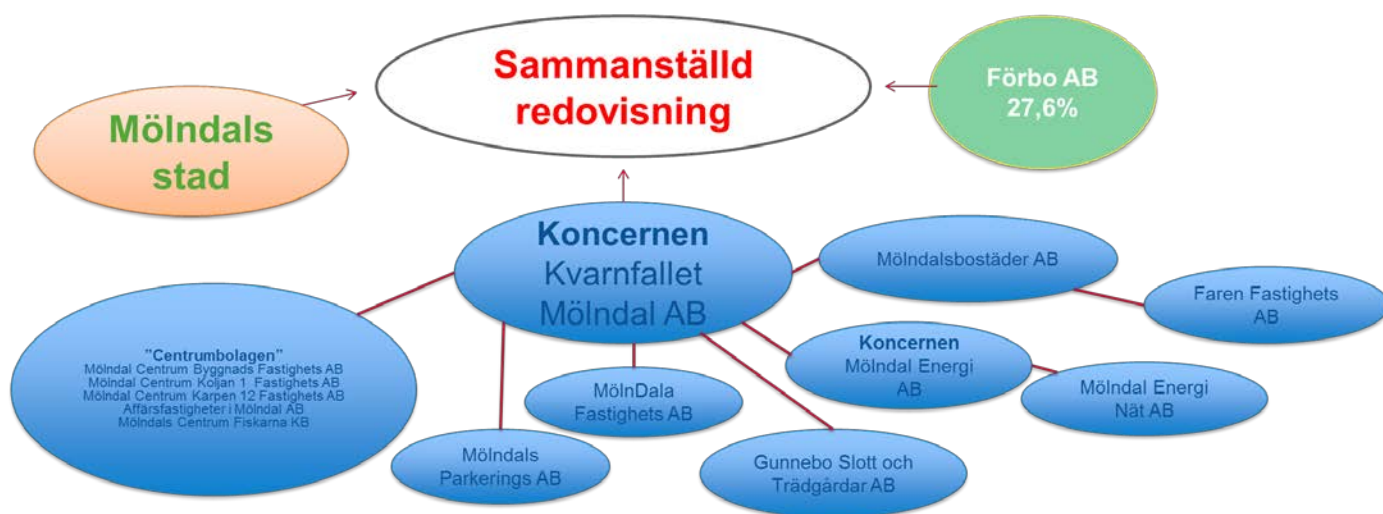 Sammanställd
redovisning
Förbo AB
27,6%
Mölndals
stad
Koncernen
Kvarnfallet
Mölndal AB
Mölndalsbostäder AB
Faren Fastighets
AB
"Centrumbolagen"
Mölndal Centrum Byggnads Fastighets AB
Mölndal Centrum Koljan 1 Fastighets AB
Mölndal Centrum Karpen 12 Fastighets AB
Affärsfastigheter i Mölndal AB
Mölndals Centrum Fiskarna KB
Koncernen
Mölndal Energi
AB
Mölndal Energi
Nät AB
MölnDala
Fastighets AB
Mölndals
Parkerings AB
Gunnebo Slott och
Trädgårdar AB